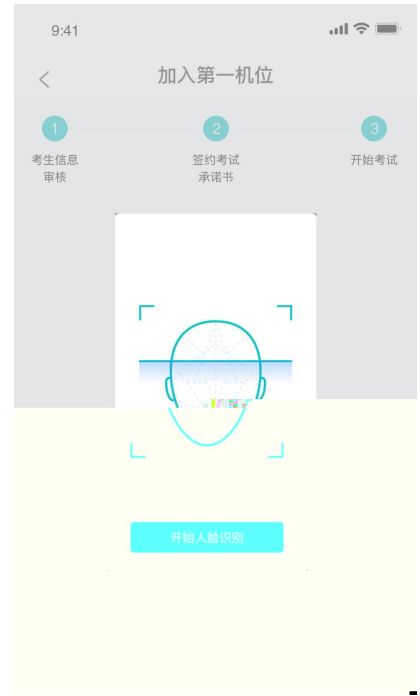 9:41
加入第一机位
1
2
3
考生信息
审核
签约考试
承诺书
开始考试
开始人脸识别